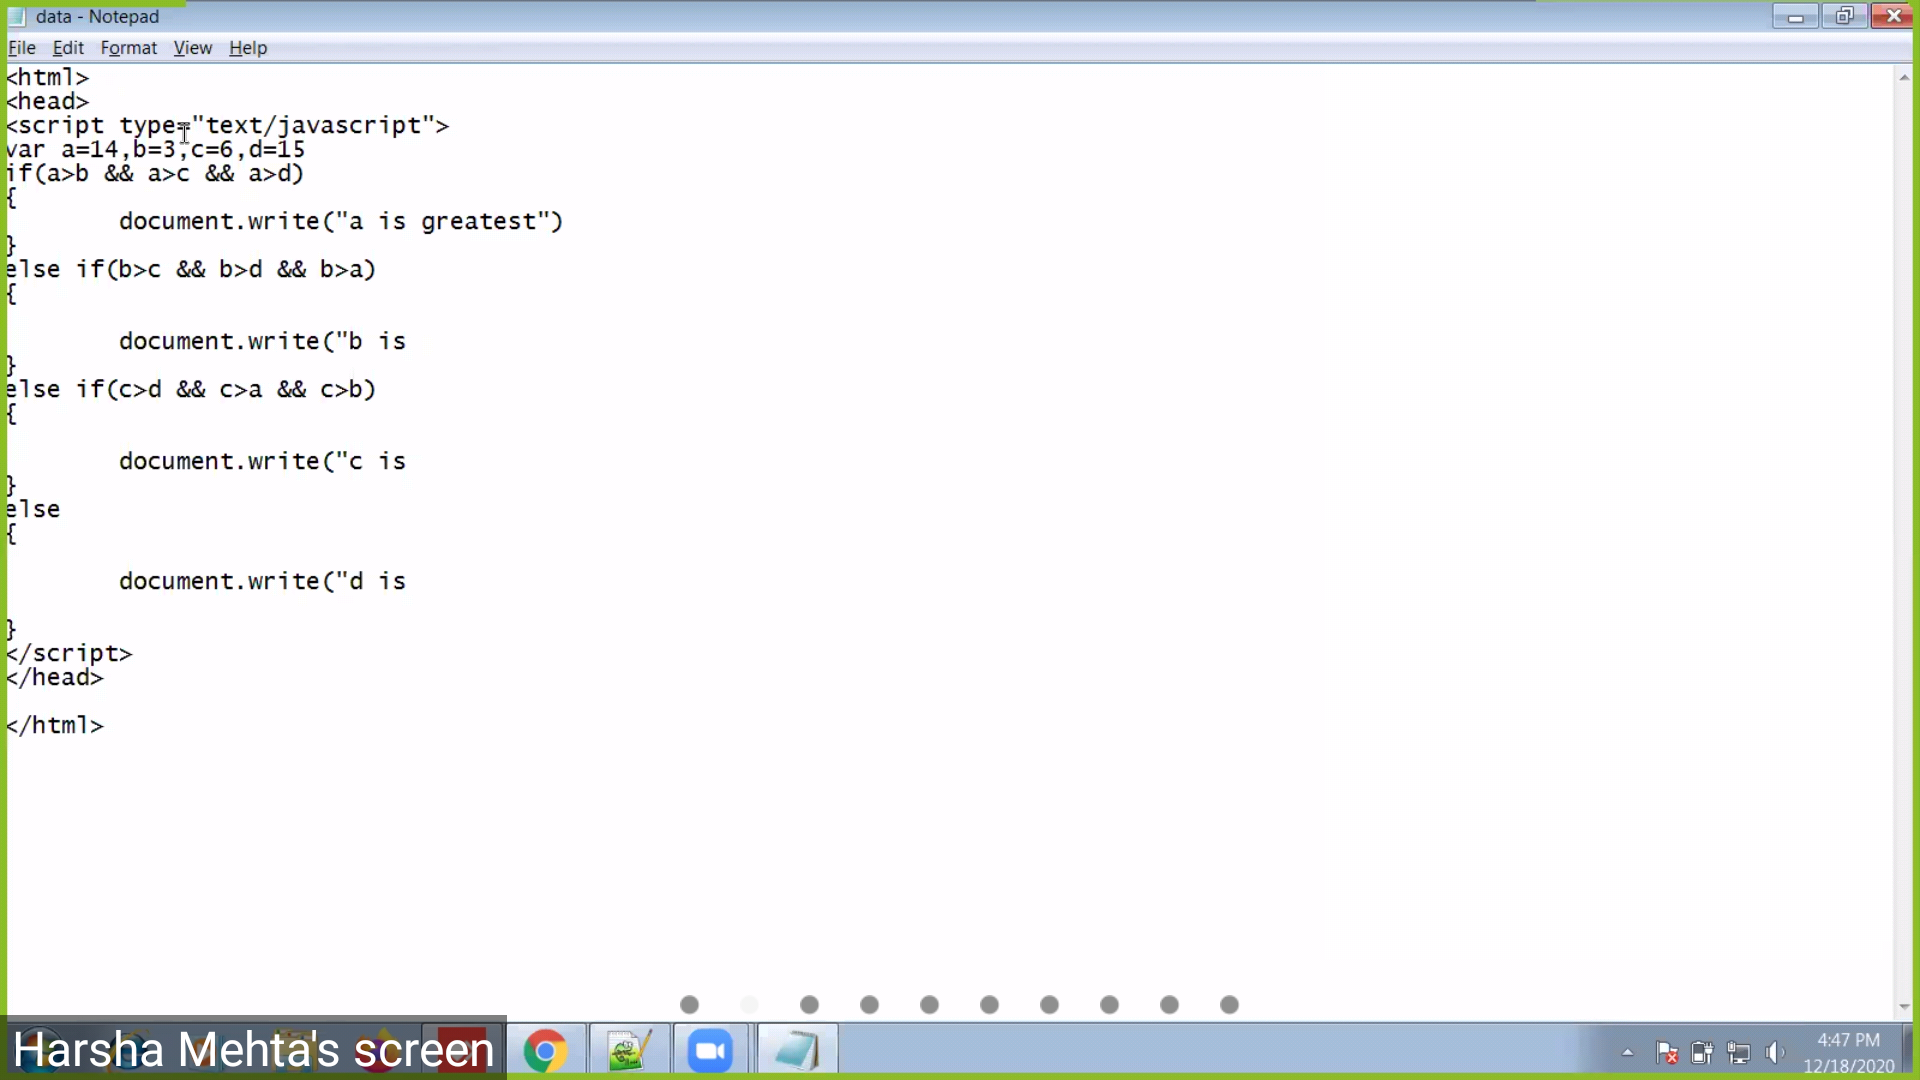 data - Notepad
File Edit Format View Help
<html>
<head>
<script type="text/javascript">
var a=14,b=3,c=6,d=15
if(a>b && a>c && a>d)
{
document.write("a is greatest")
}
else if(b>c && b>d && b>a)
{
document.write("b is
}
else if(c>d && c>a && c>b)
{
document.write("c is
}
else
{
document.write("d is
}
</script>
</head>
</html>
Harsha Mehta's screen
4:47 PM
12/18/2020